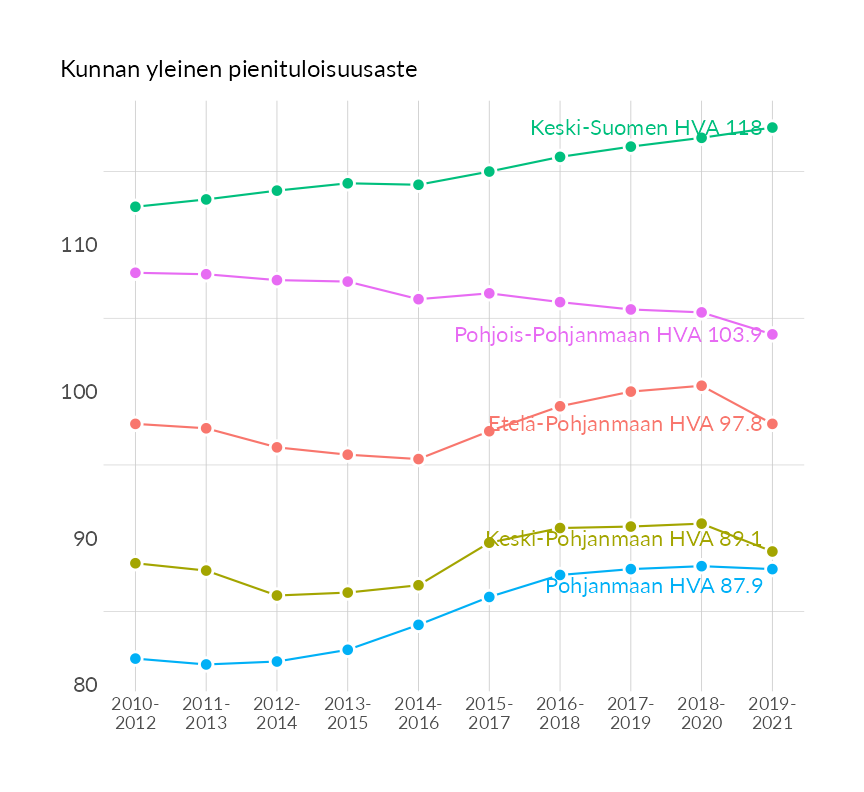 Kunnan yleinen pienituloisuusaste
Keski-Suomen HVA 118
110
Pohjois-Pohjanmaan HVA 103.9
100
Etelä-Pohjanmaan HVA 97.8
90
Keski-Pohjanmaan HVA 89.1
Pohjanmaan HVA 87.9
80
2010- 2011- 2012- 2013- 2014- 2015- 2016- 2017- 2018- 2019-
2012 2013 2014 2015 2016 2017 2018 2019 2020 2021